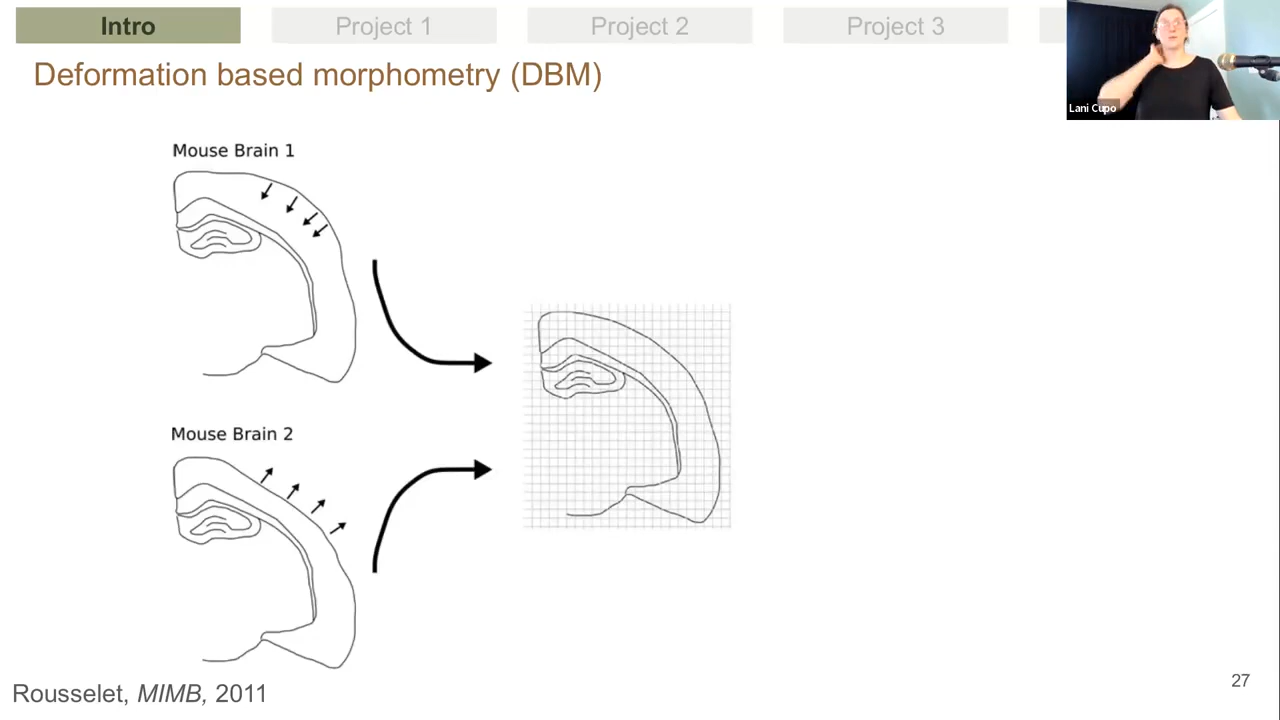 Intro
Project 1
Project 2
Project 3
Lani Cupo
Deformation based morphometry (DBM)
Mouse Brain 1
Mouse Brain 2
Rousselet, MIMB, 2011
27